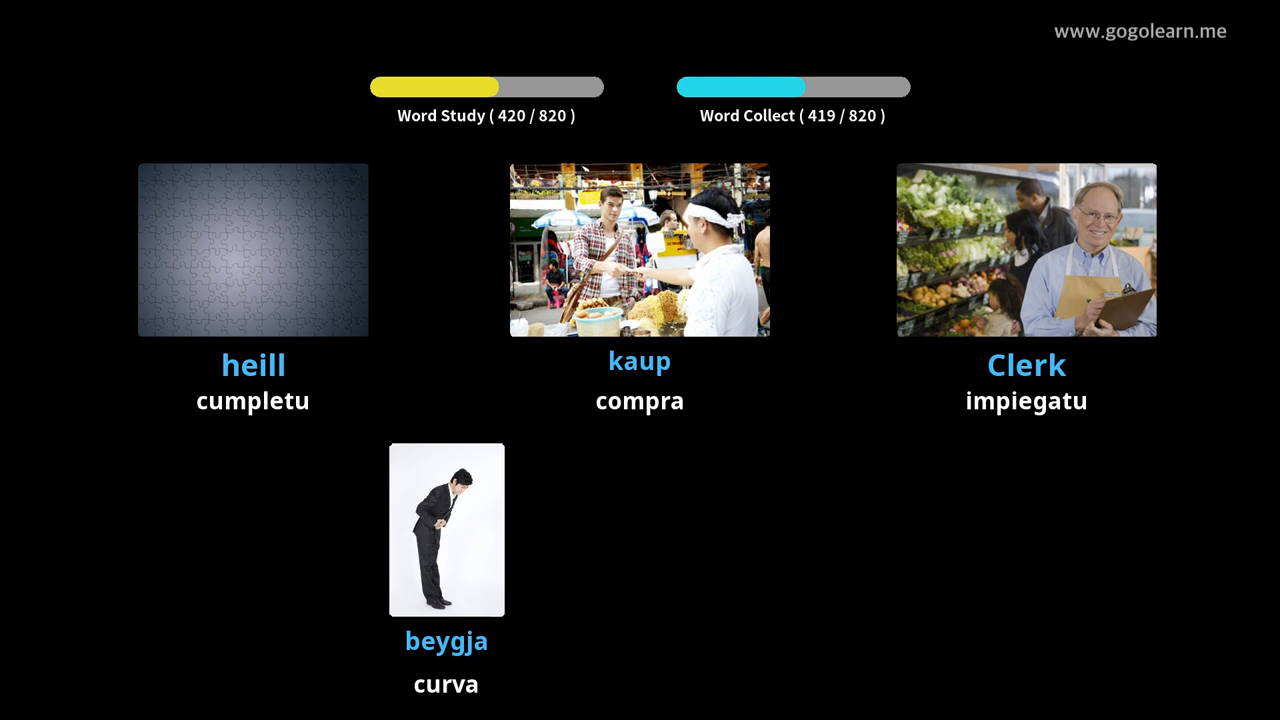 www.gogolearn.me
Word Study ( 420 / 820 )
Word Collect ( 419 / 820 )
heill
cumpletu
kaup
compra
Clerk
impiegatu
beygja
curva